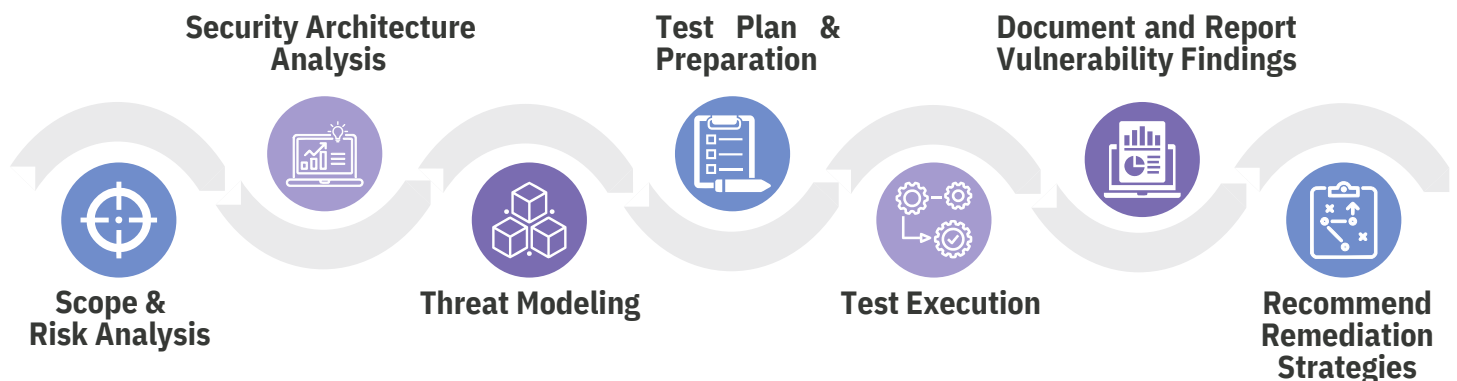 Scope &
Risk Analysis
Security Architecture
Analysis
Threat Modeling
Test Plan &
Preparation
Test Execution
Document and Report
Vulnerability Findings
Recommend
Remediation
Strategies